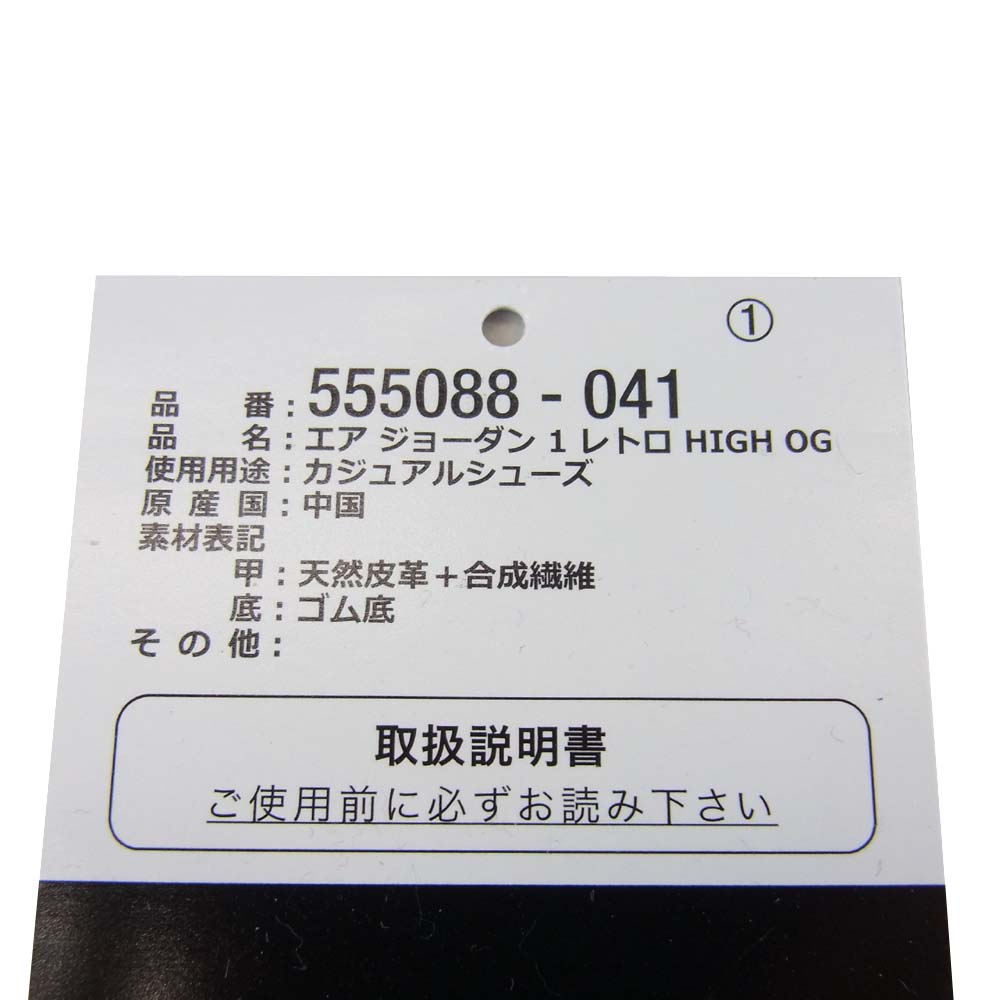 ①
品番：555088 - 041
品名：エア ジョーダン 1 レトロ HIGH OG
使用用途：カジュアルシューズ
原産国：中国
素材表記
甲：天然皮革＋合成繊維
底：ゴム底
その他：
取扱説明書
ご使用前に必ずお読み下さい